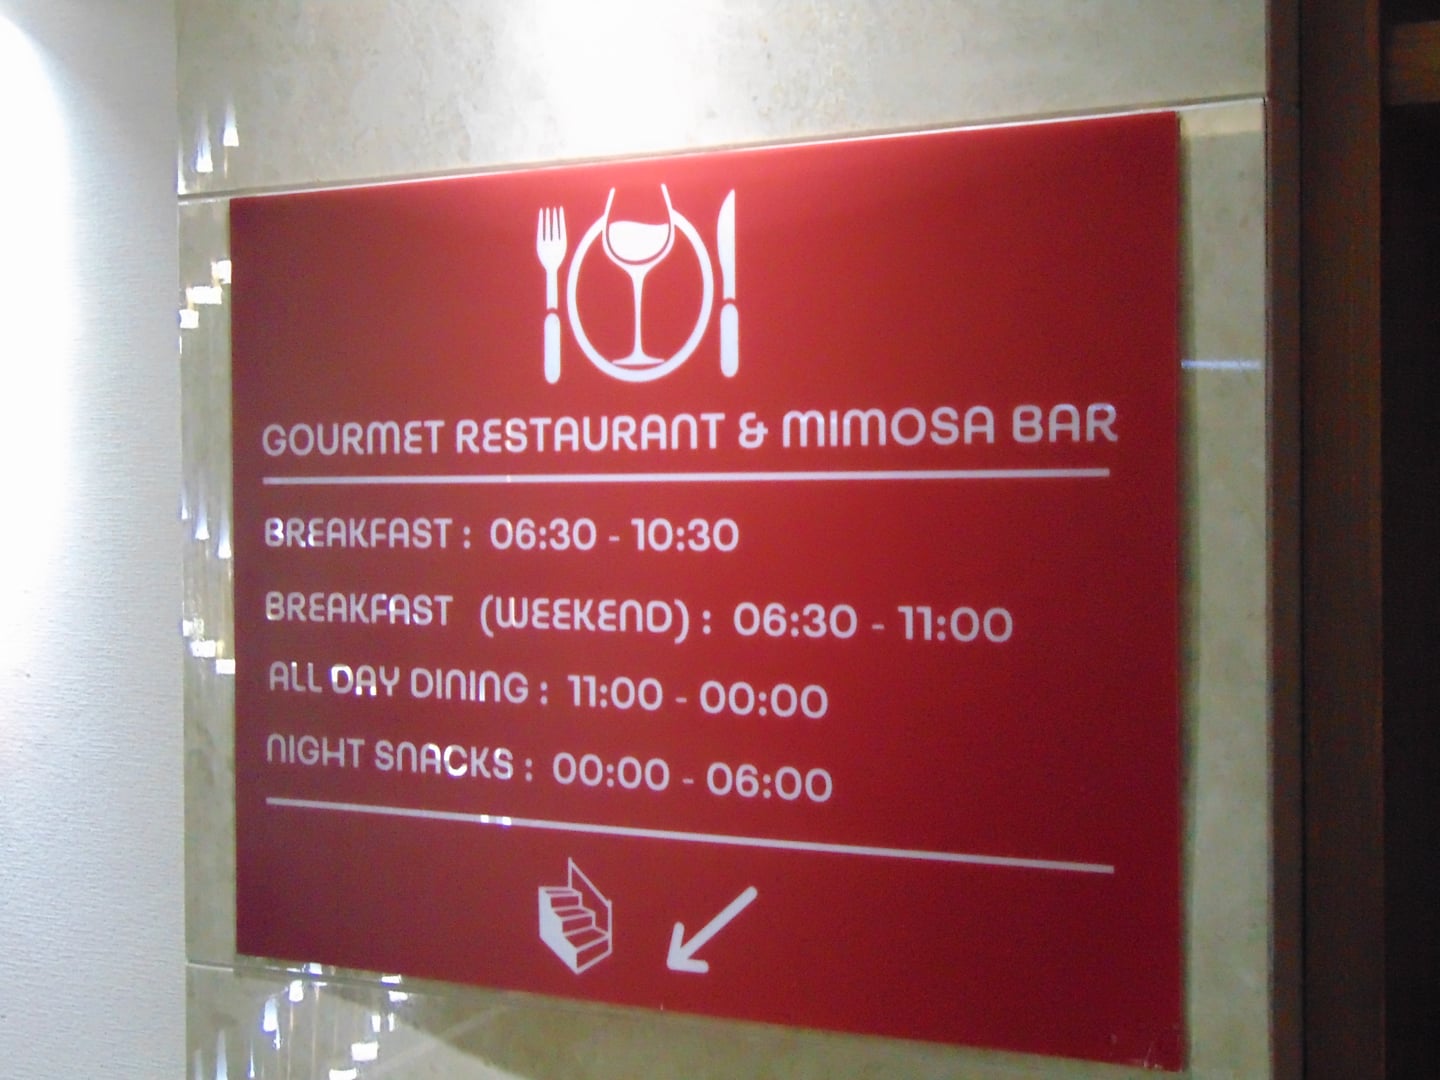 GOURMET RESTAURANT & MIMOSA BAR
BREAKFAST : 06:30 - 10:30
BREAKFAST (WEEKEND) : 06:30 - 11:00
ALL DAY DINING : 11:00 - 00:00
NIGHT SNACKS : 00:00 - 06:00